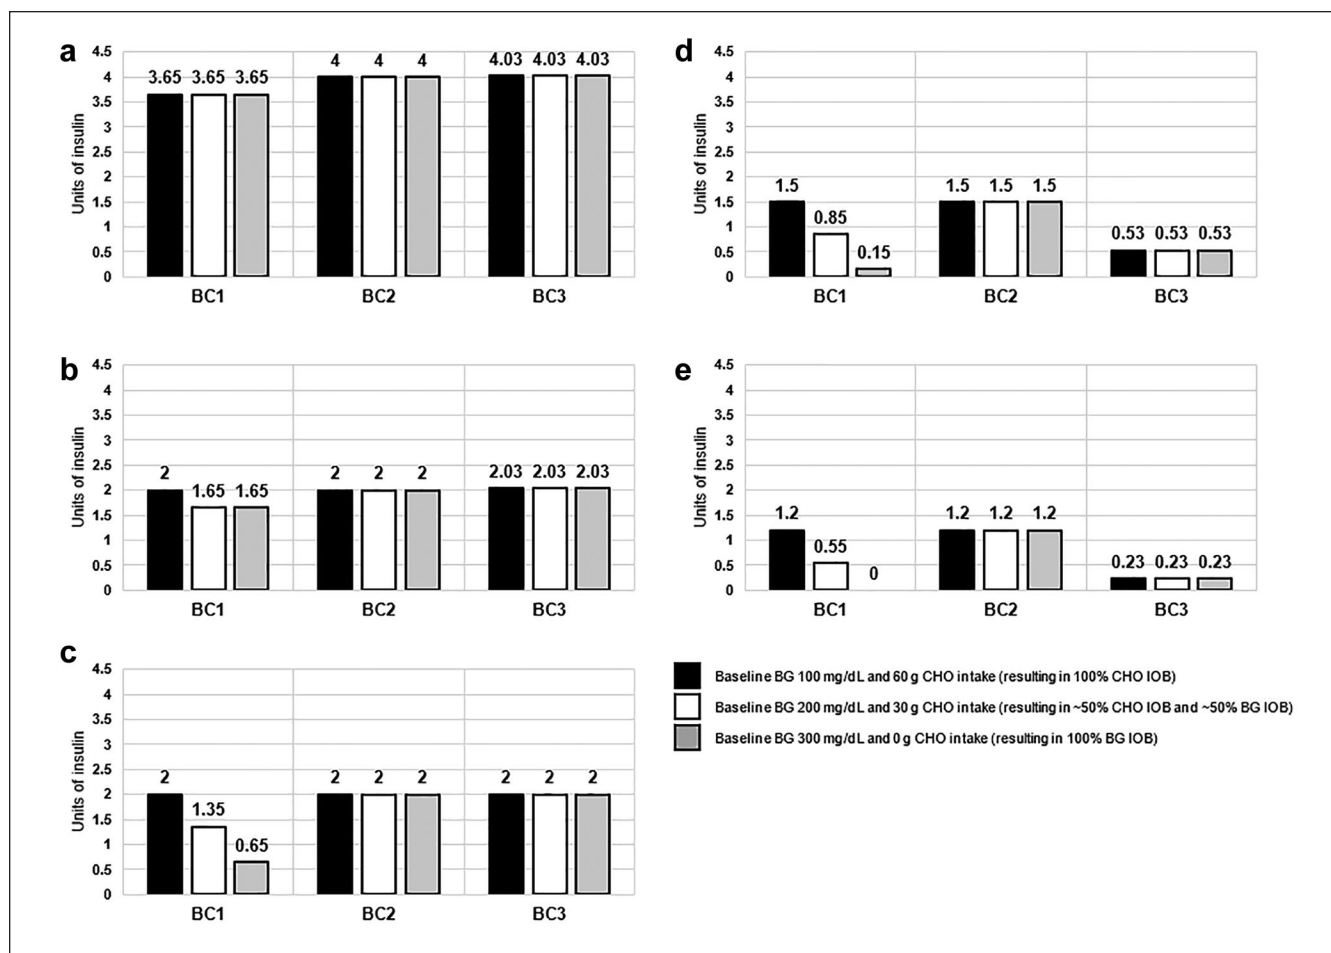 a
Units of insulin
4.5
4
3.5
3
2.5
2
1.5
1
0.5
0
3.65 3.65 3.65
4 4 4
4.03 4.03 4.03
BC1 BC2 BC3
b
Units of insulin
4.5
4
3.5
3
2.5
2
1.5
1
0.5
0
2 1.65 1.65
2 2 2
2.03 2.03 2.03
BC1 BC2 BC3
c
Units of insulin
4.5
4
3.5
3
2.5
2
1.5
1
0.5
0
2 1.35 0.65
2 2 2
2 2 2
BC1 BC2 BC3
d
Units of insulin
4.5
4
3.5
3
2.5
2
1.5
1
0.5
0
1.5 0.85 0.15
1.5 1.5 1.5
0.53 0.53 0.53
BC1 BC2 BC3
e
Units of insulin
4.5
4
3.5
3
2.5
2
1.5
1
0.5
0
1.2 0.55 0
1.2 1.2 1.2
0.23 0.23 0.23
BC1 BC2 BC3
Baseline BG 100 mg/dL and 60 g CHO intake (resulting in 100% CHO IOB)
Baseline BG 200 mg/dL and 30 g CHO intake (resulting in ~50% CHO IOB and ~50% BG IOB)
Baseline BG 300 mg/dL and 0 g CHO intake (resulting in 100% BG IOB)